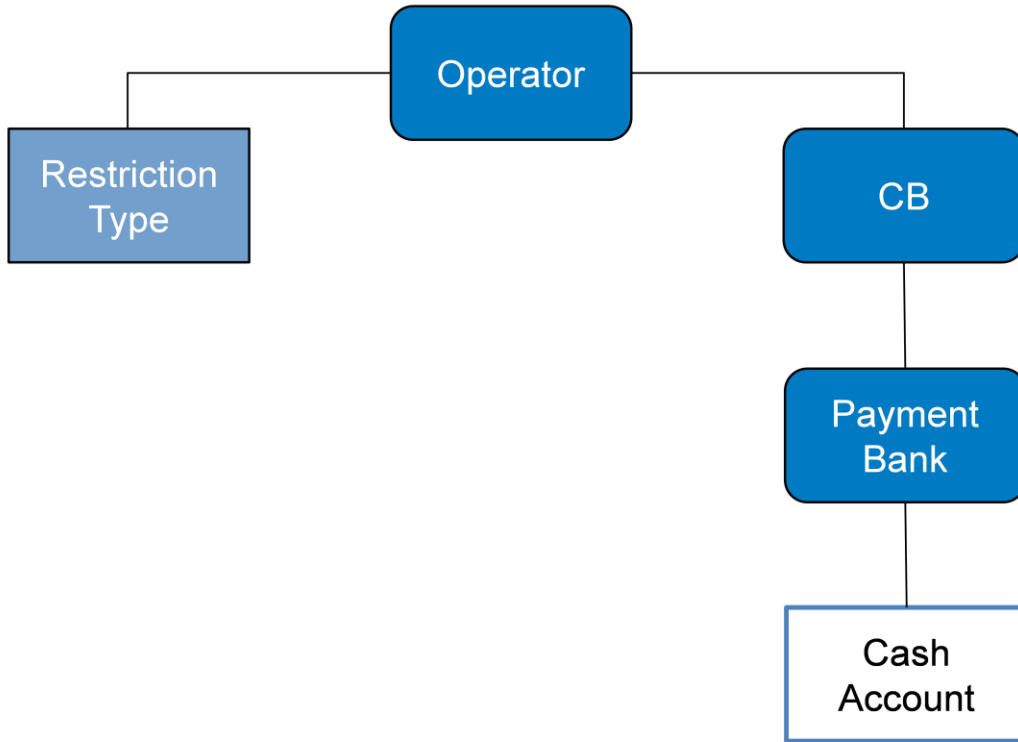 Operator
Restriction
Type
CB
Payment
Bank
Cash
Account